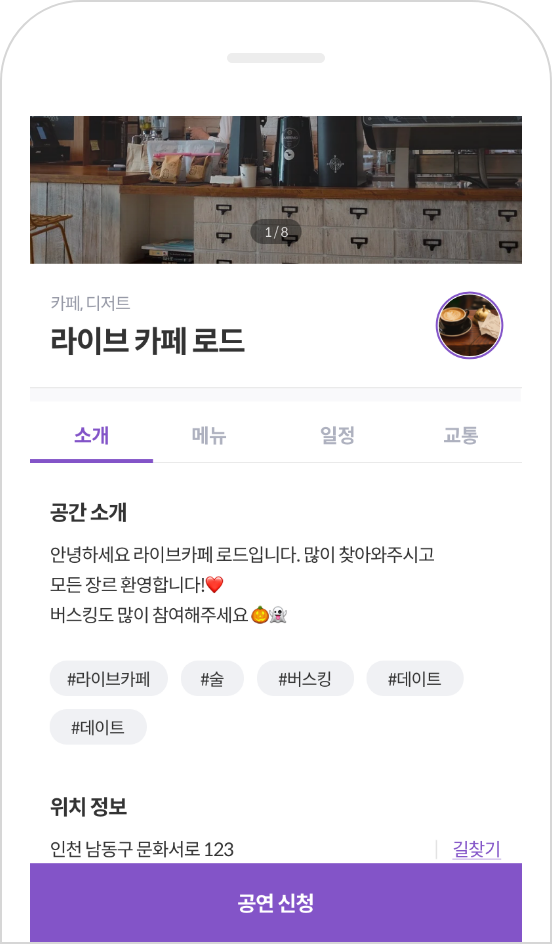 1/8
카페, 디저트
라이브 카페 로드
소개 메뉴 일정 교통
공간 소개
안녕하세요 라이브카페 로드입니다. 많이 찾아와주시고
모든 장르 환영합니다!❤️
버스킹도 많이 참여해주세요🎃👻
#라이브카페 #술 #버스킹 #데이트
#데이트
위치 정보
인천 남동구 문화서로 123 길찾기
공연 신청